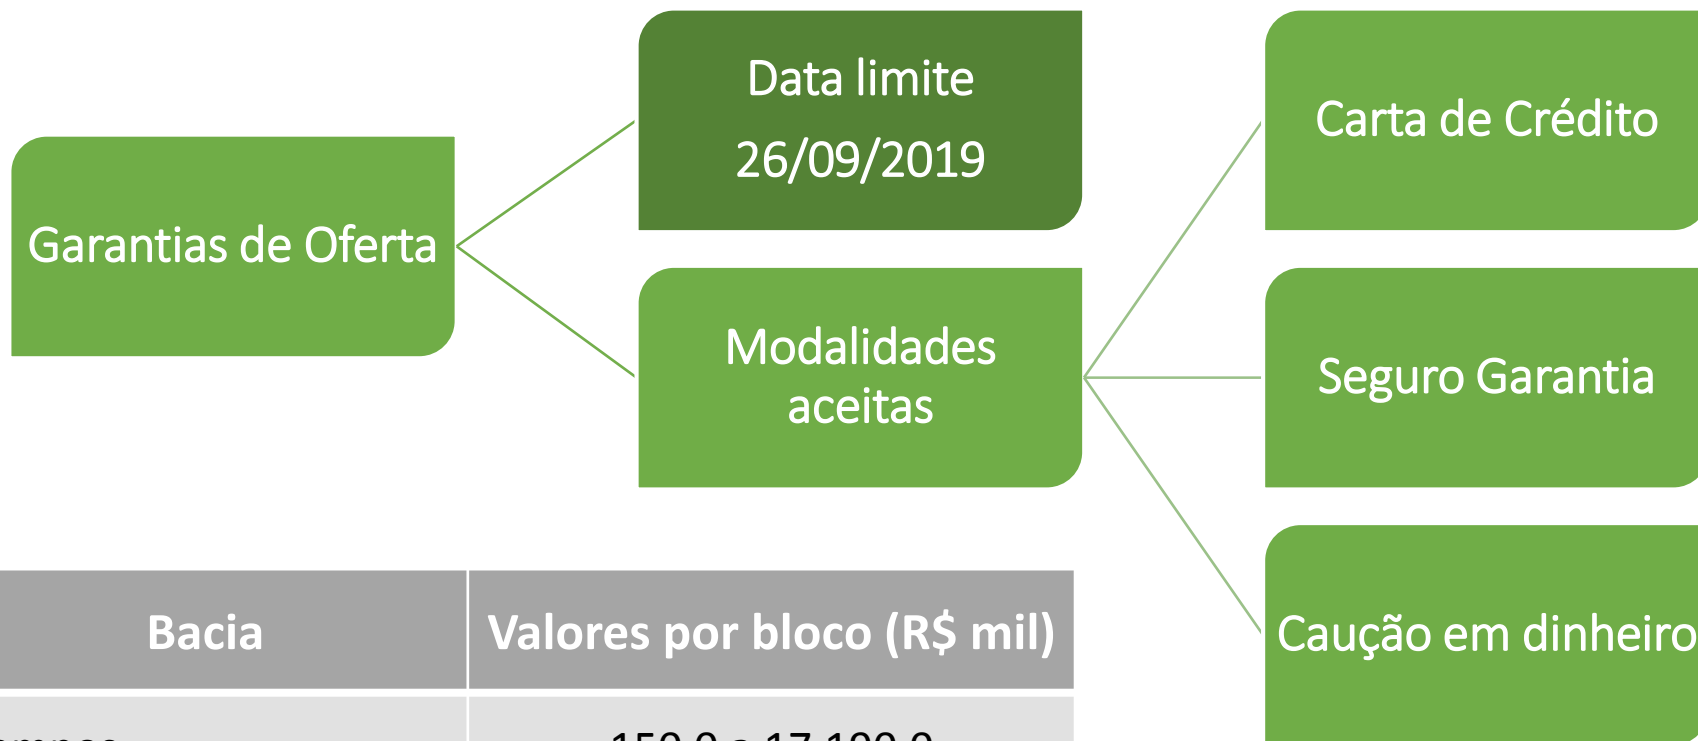 Garantias de Oferta
Data limite
26/09/2019
Modalidades
aceitas
Carta de Crédito
Seguro Garantia
Caução em dinheiro
Bacia
Valores por bloco (R$ mil)